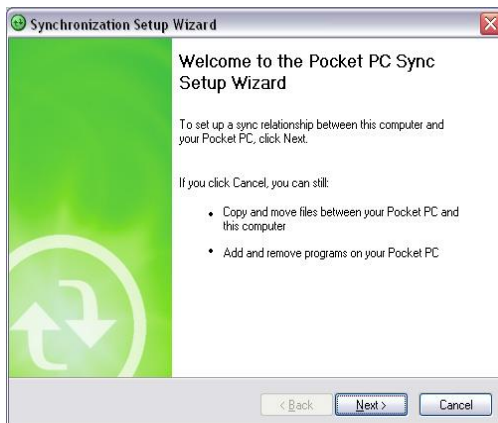 Synchronization Setup Wizard
Welcome to the Pocket PC Sync
Setup Wizard
To set up a sync relationship between this computer and
your Pocket PC, click Next.
If you click Cancel, you can still:
• Copy and move files between your Pocket PC and
this computer
• Add and remove programs on your Pocket PC
< Back Next > Cancel